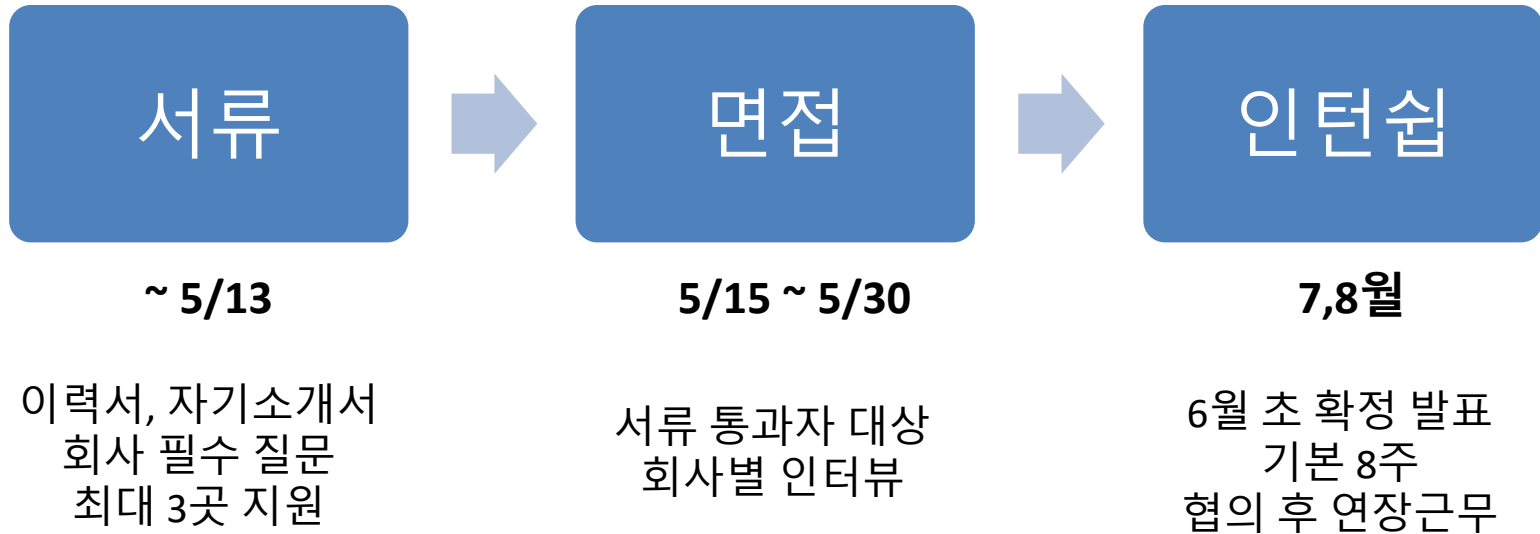 서류
면접
인턴쉽
~ 5/13
5/15 ~ 5/30
7,8월
이력서, 자기소개서
회사 필수 질문
최대 3곳 지원
서류 통과자 대상
회사별 인터뷰
6월 초 확정 발표
기본 8주
협의 후 연장근무